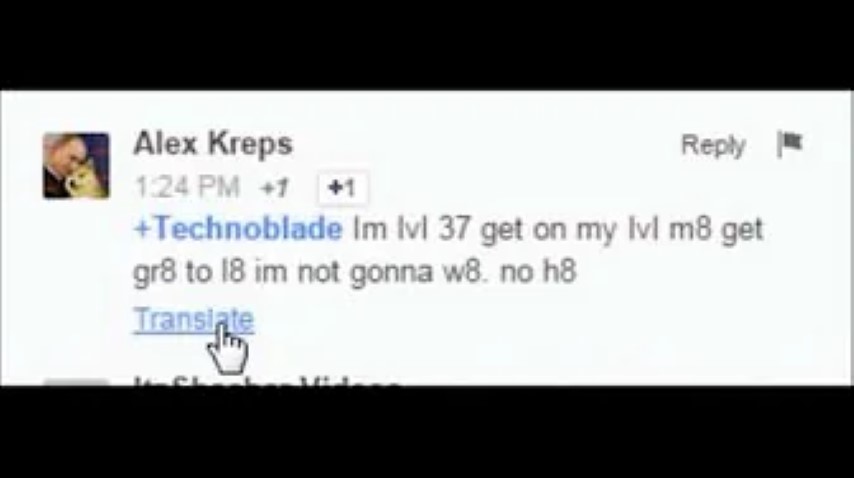 Alex Kreps
Reply
1:24 PM +1 +1
+Technoblade Im lvl 37 get on my lvl m8 get
gr8 to l8 im not gonna w8. no h8
Translate
Videos